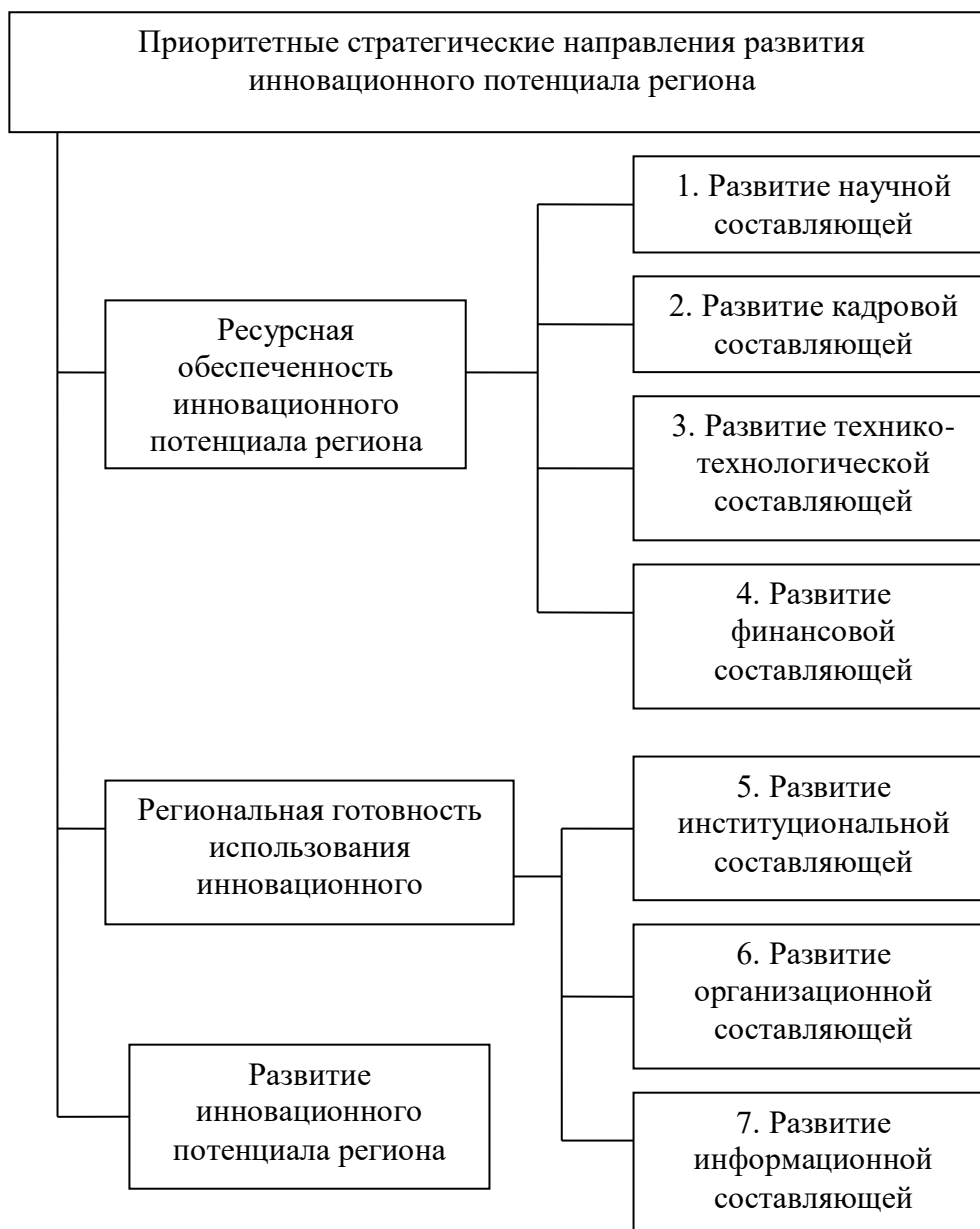 Приоритетные стратегические направления развития
инновационного потенциала региона
Ресурсная
обеспеченность
инновационного
потенциала региона
1. Развитие научной
составляющей
2. Развитие кадровой
составляющей
3. Развитие технико-
технологической
составляющей
4. Развитие
финансовой
составляющей
Региональная готовность
использования
инновационного
5. Развитие
институциональной
составляющей
6. Развитие
организационной
составляющей
7. Развитие
информационной
составляющей
Развитие
инновационного
потенциала региона